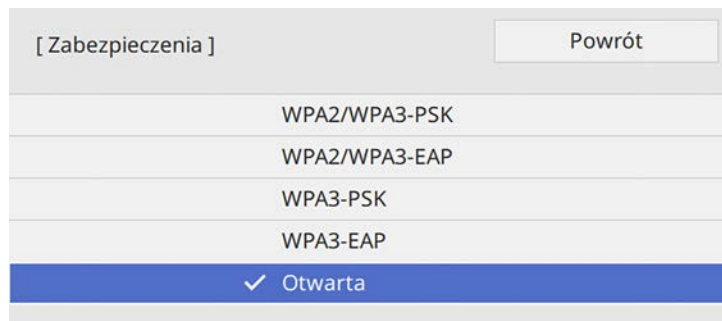 [ Zabezpieczenia ]
Powrót
WPA2/WPA3-PSK
WPA2/WPA3-EAP
WPA3-PSK
WPA3-EAP
Otwarta